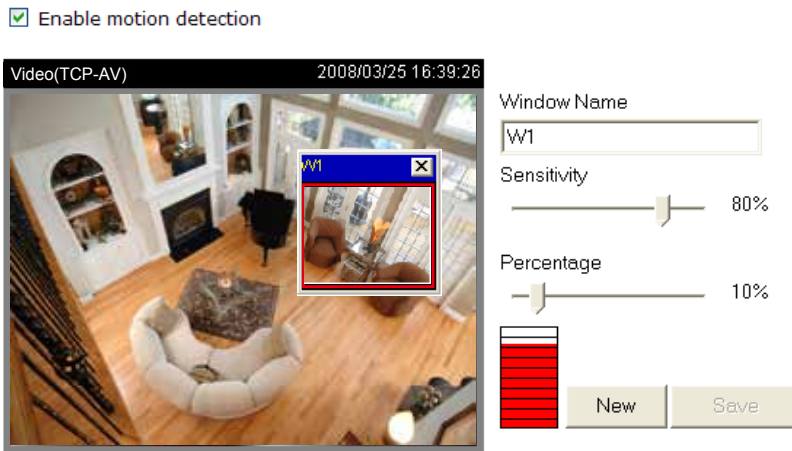 Enable motion detection
Video(TCP-AV) 2008/03/25 16:39:26
W1
Window Name
W1
Sensitivity
80%
Percentage
10%
New
Save